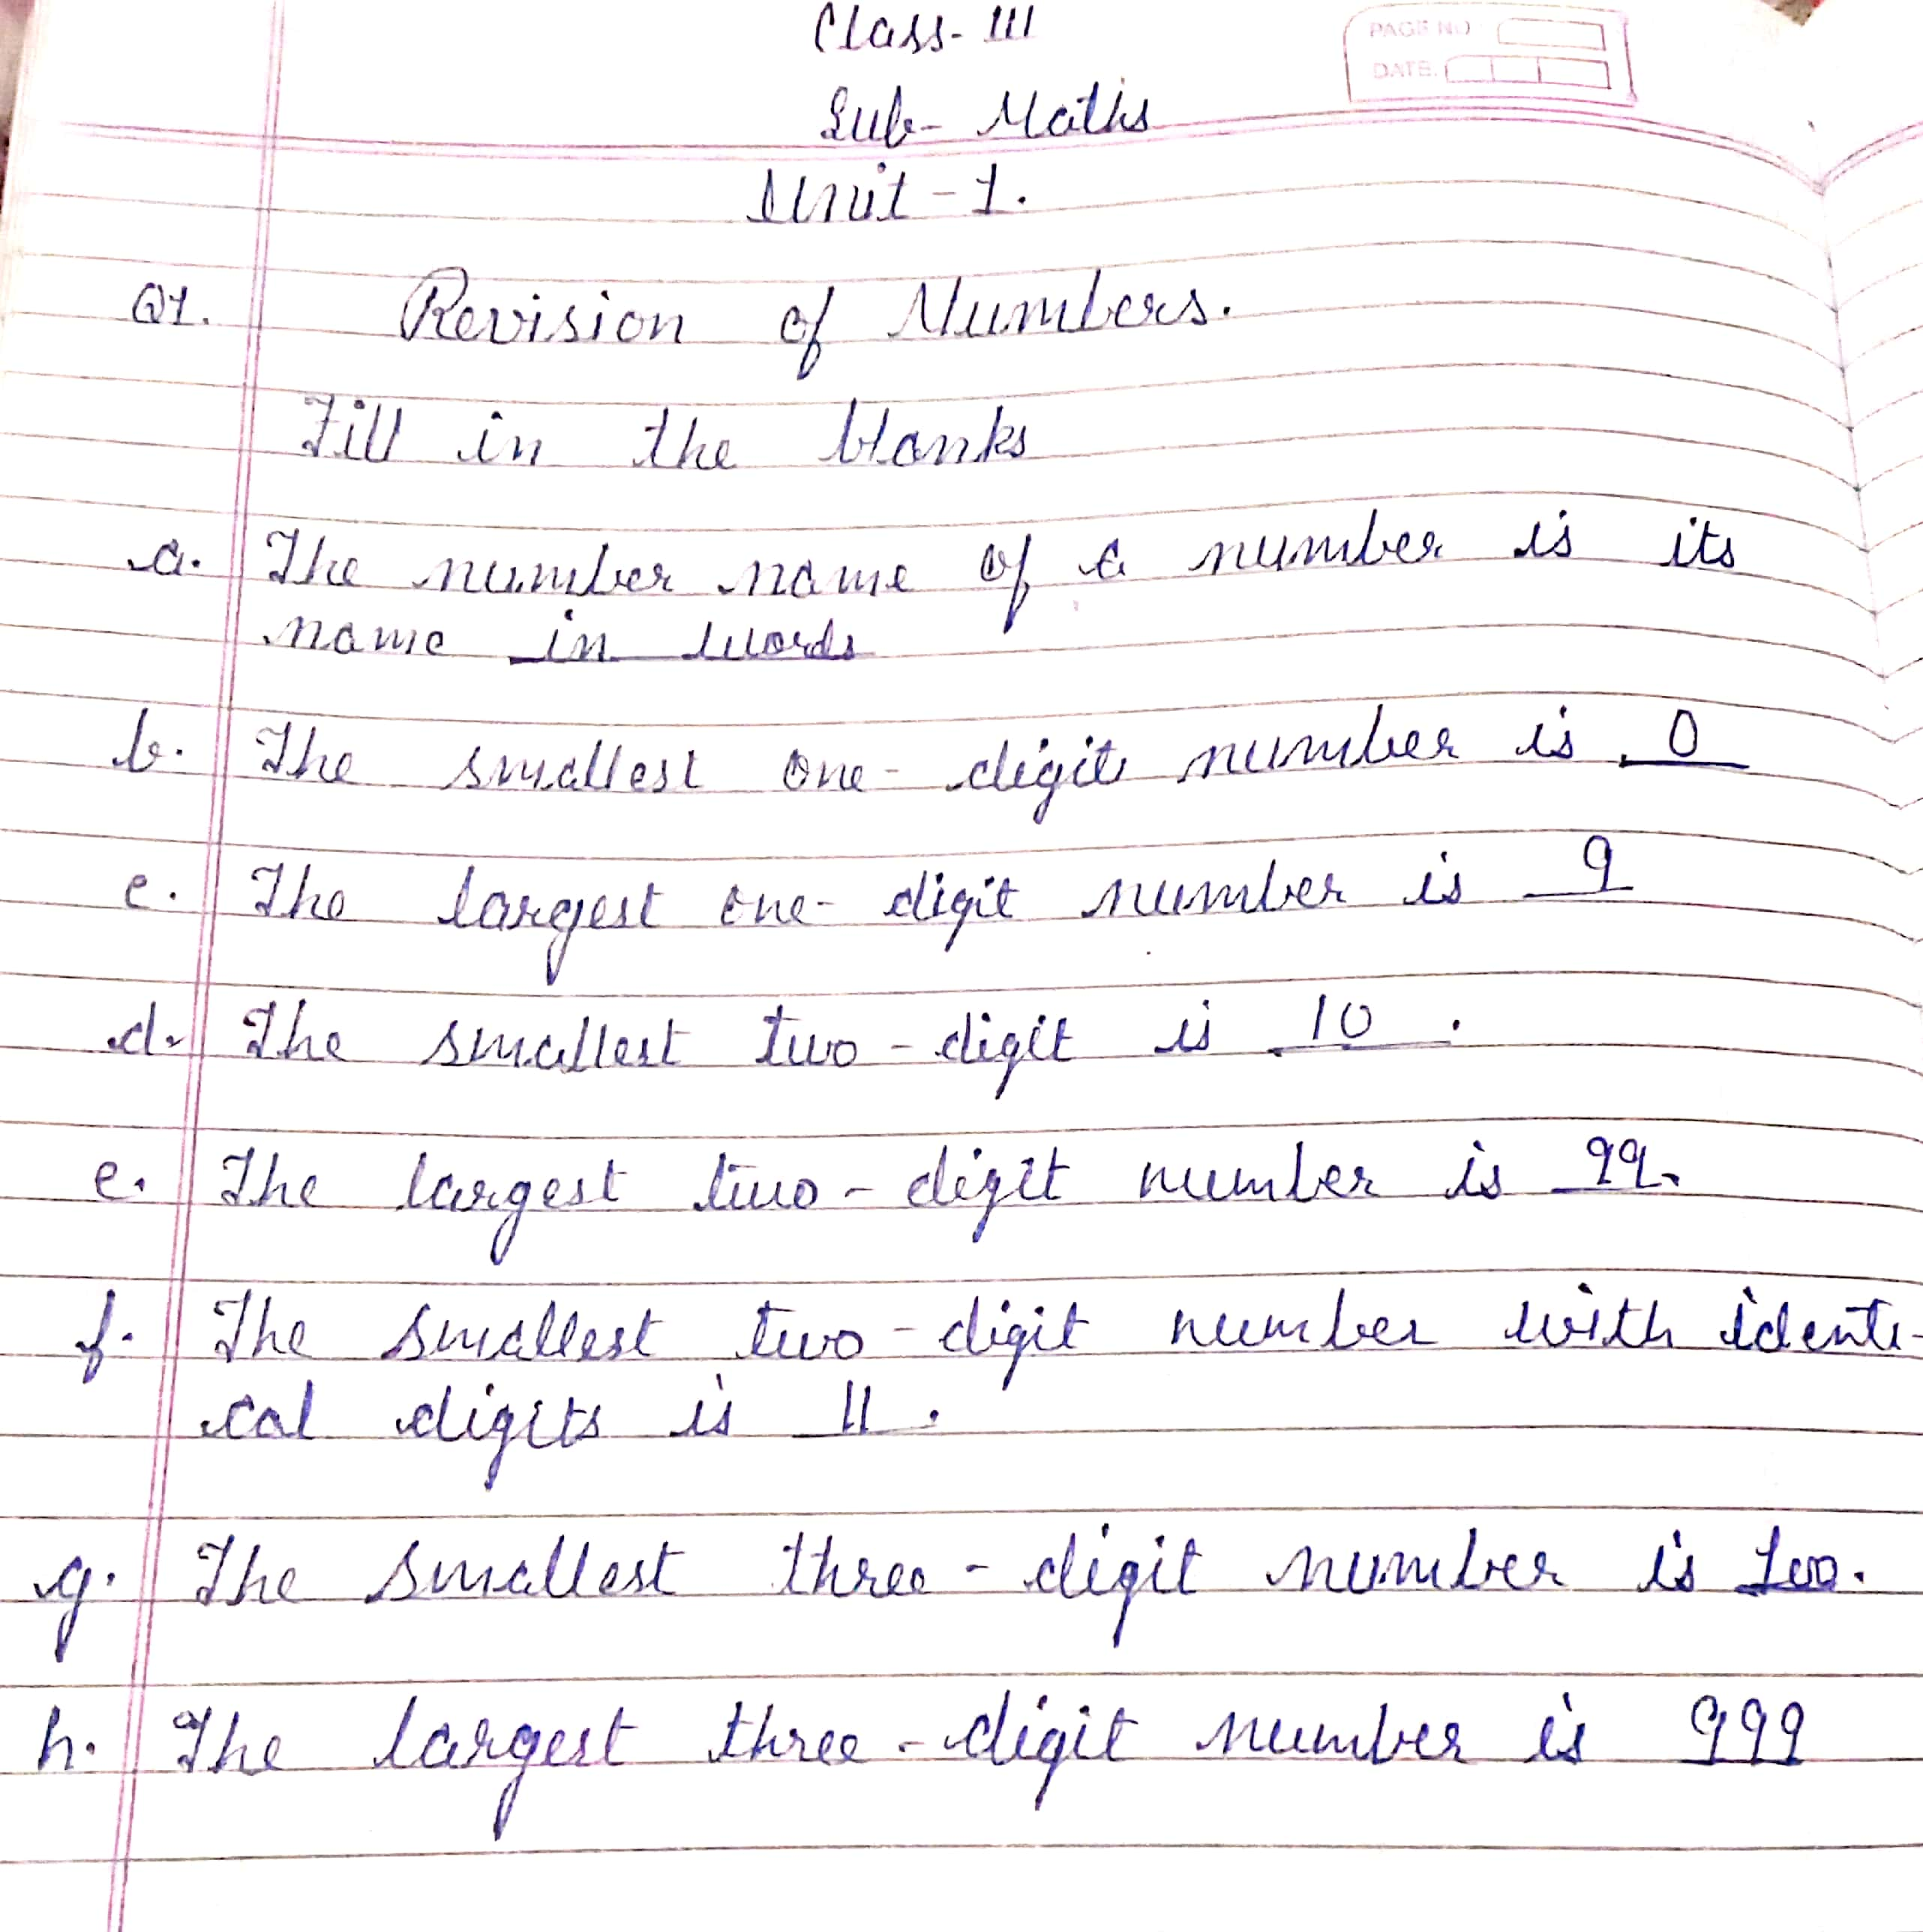 Class- III
PAGE NO
DATE:
Sub- Maths
Unit - 1.
Q1. Revision of Numbers.
Fill in the blanks
a. The number name of a number is its
name in words
b. The smallest one- digit number is 0
c. The largest one- digit number is 9
d. The smallest two - digit is 10 .
e. The largest two - digit number is 99.
f. The smallest two - digit number with identi-
cal digits is 11 .
g. The smallest three - digit number is 100.
h. The largest three - digit number is 999